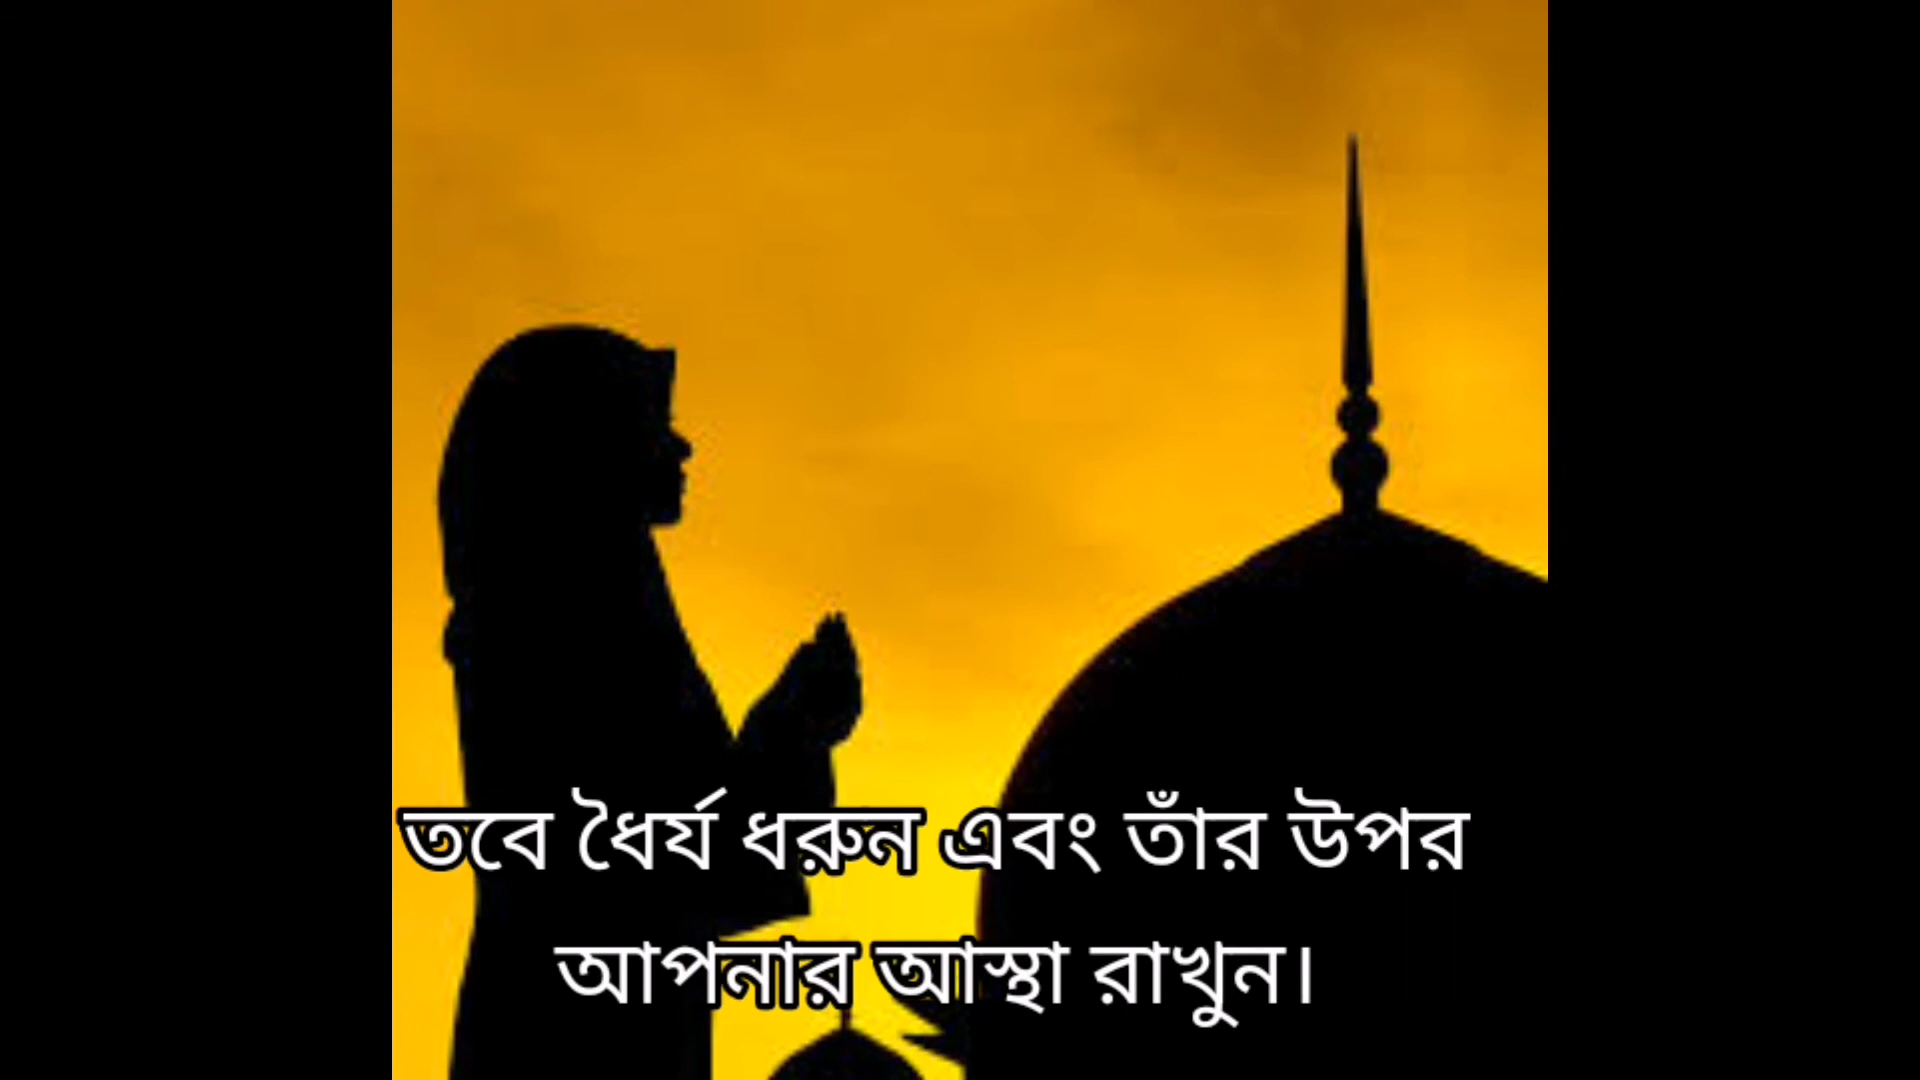 তবে ধৈর্য ধরুন এবং তাঁর উপর
আপনার আস্থা রাখুন।